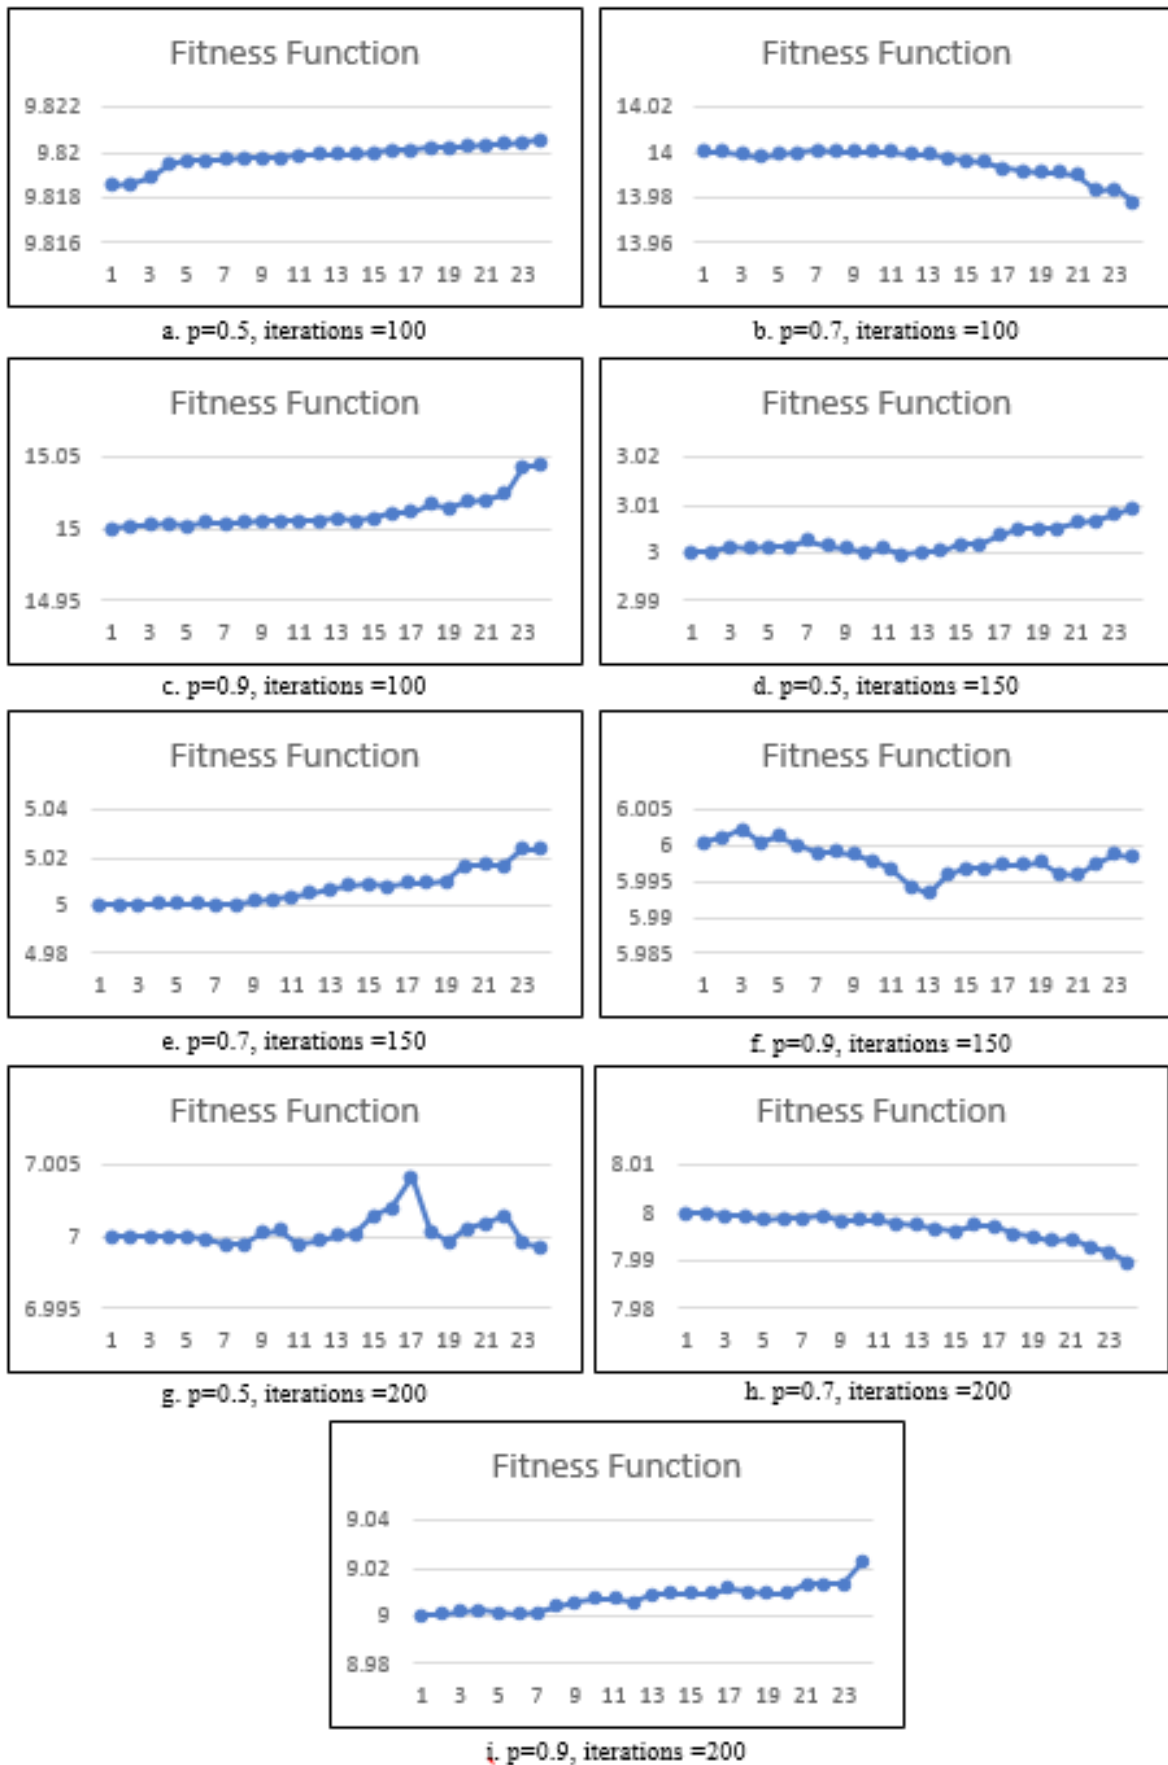 Fitness Function
9.822
9.82
9.818
9.816
1 3 5 7 9 11 13 15 17 19 21 23
a. p=0.5, iterations =100
Fitness Function
14.02
14
13.98
13.96
1 3 5 7 9 11 13 15 17 19 21 23
b. p=0.7, iterations =100
Fitness Function
15.05
15
14.95
1 3 5 7 9 11 13 15 17 19 21 23
c. p=0.9, iterations =100
Fitness Function
3.02
3.01
3
2.99
1 3 5 7 9 11 13 15 17 19 21 23
d. p=0.5, iterations =150
Fitness Function
5.04
5.02
5
4.98
1 3 5 7 9 11 13 15 17 19 21 23
e. p=0.7, iterations =150
Fitness Function
6.005
6
5.995
5.99
5.985
1 3 5 7 9 11 13 15 17 19 21 23
f. p=0.9, iterations =150
Fitness Function
7.005
7
6.995
1 3 5 7 9 11 13 15 17 19 21 23
g. p=0.5, iterations =200
Fitness Function
8.01
8
7.99
7.98
1 3 5 7 9 11 13 15 17 19 21 23
h. p=0.7, iterations =200
Fitness Function
9.04
9.02
9
8.98
1 3 5 7 9 11 13 15 17 19 21 23
i. p=0.9, iterations =200